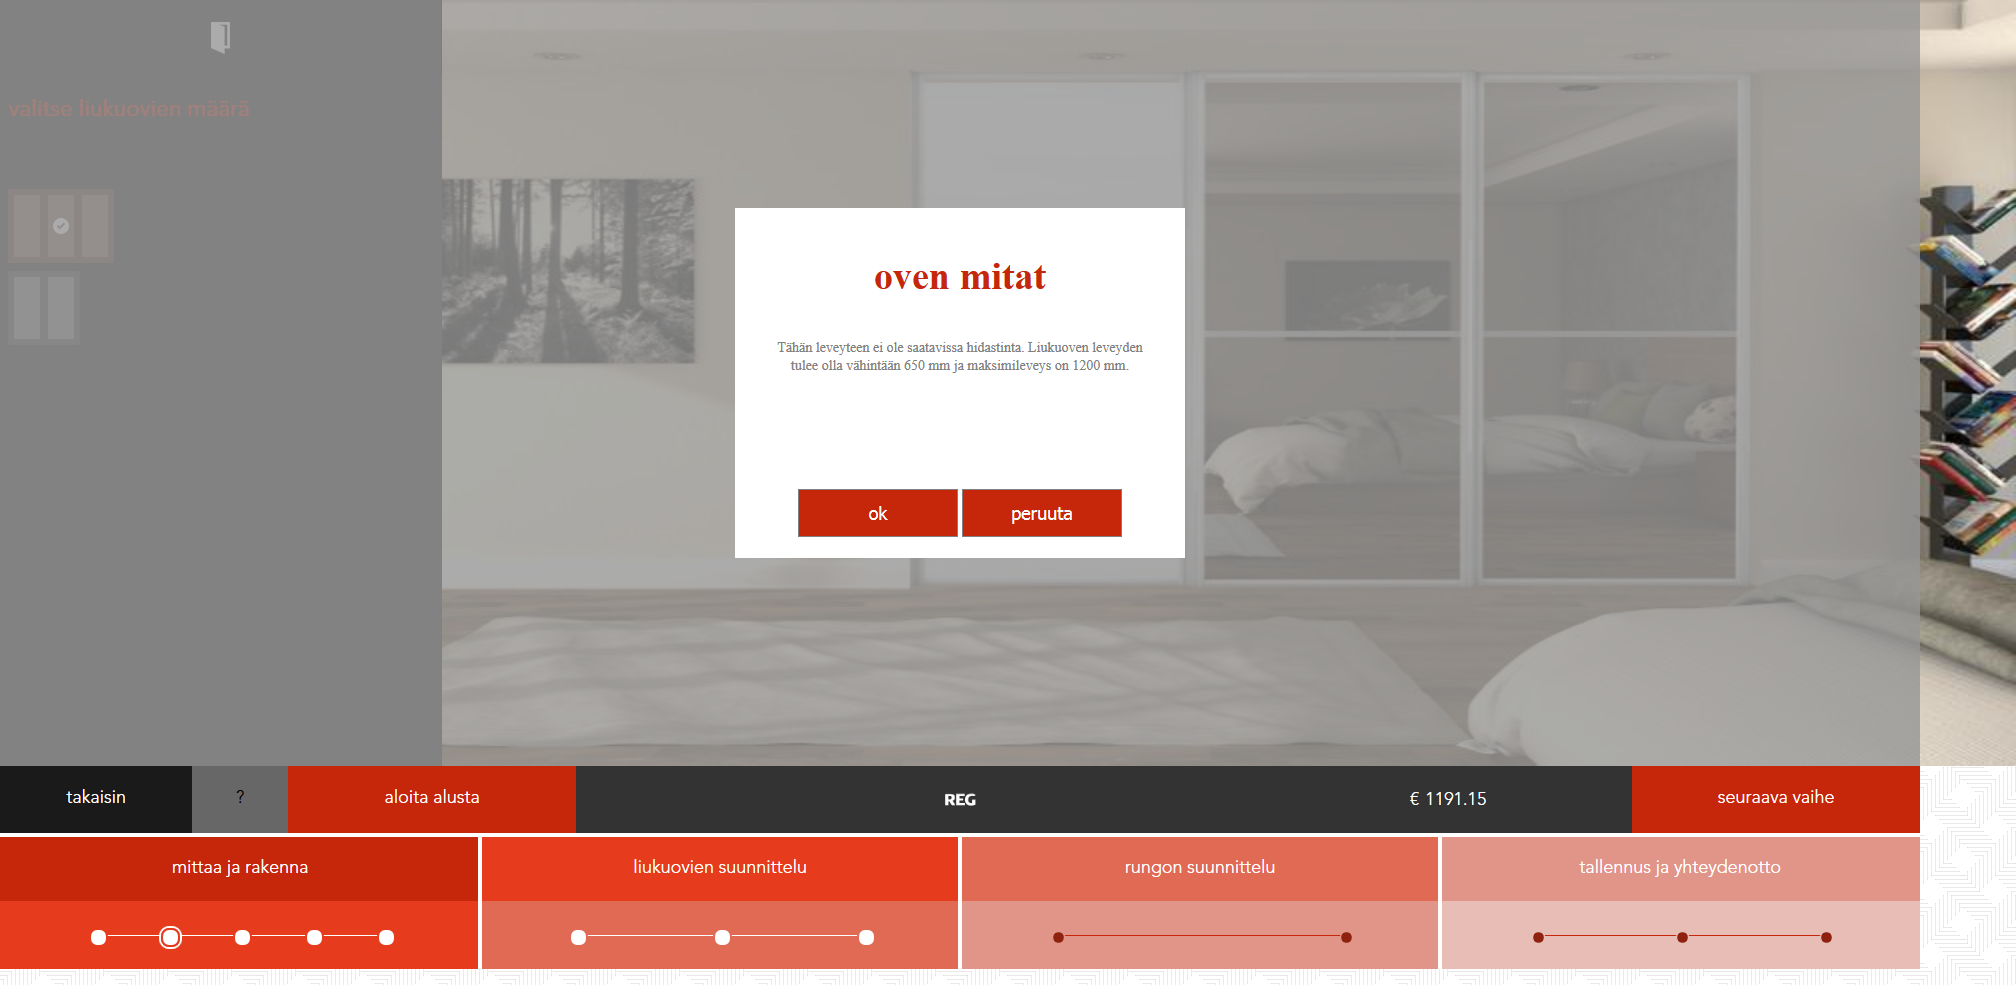 valitse liukuovien määrä
oven mitat
Tähän leveyteen ei ole saatavissa hidastinta. Liukuoven leveyden
tulee olla vähintään 650 mm ja maksimileveys on 1200 mm.
ok
peruuta
takaisin
?
aloita alusta
REG
€ 1191.15
seuraava vaihe
mittaa ja rakenna
liukuovien suunnittelu
rungon suunnittelu
tallennus ja yhteydenotto